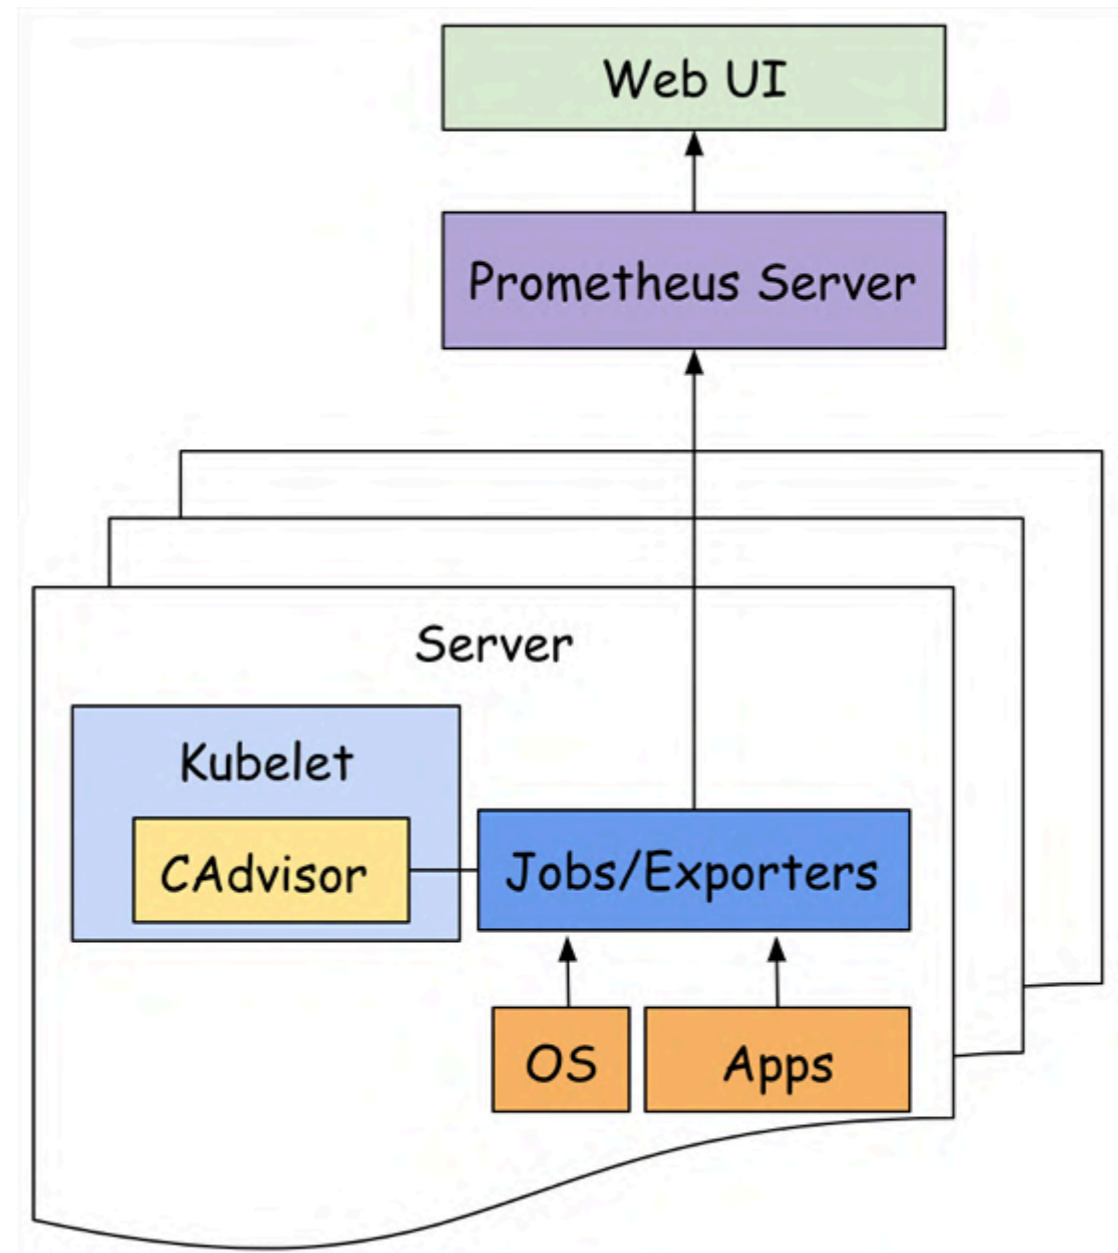 Web UI
Prometheus Server
Server
Kubelet
CAdvisor
Jobs/Exporters
OS
Apps